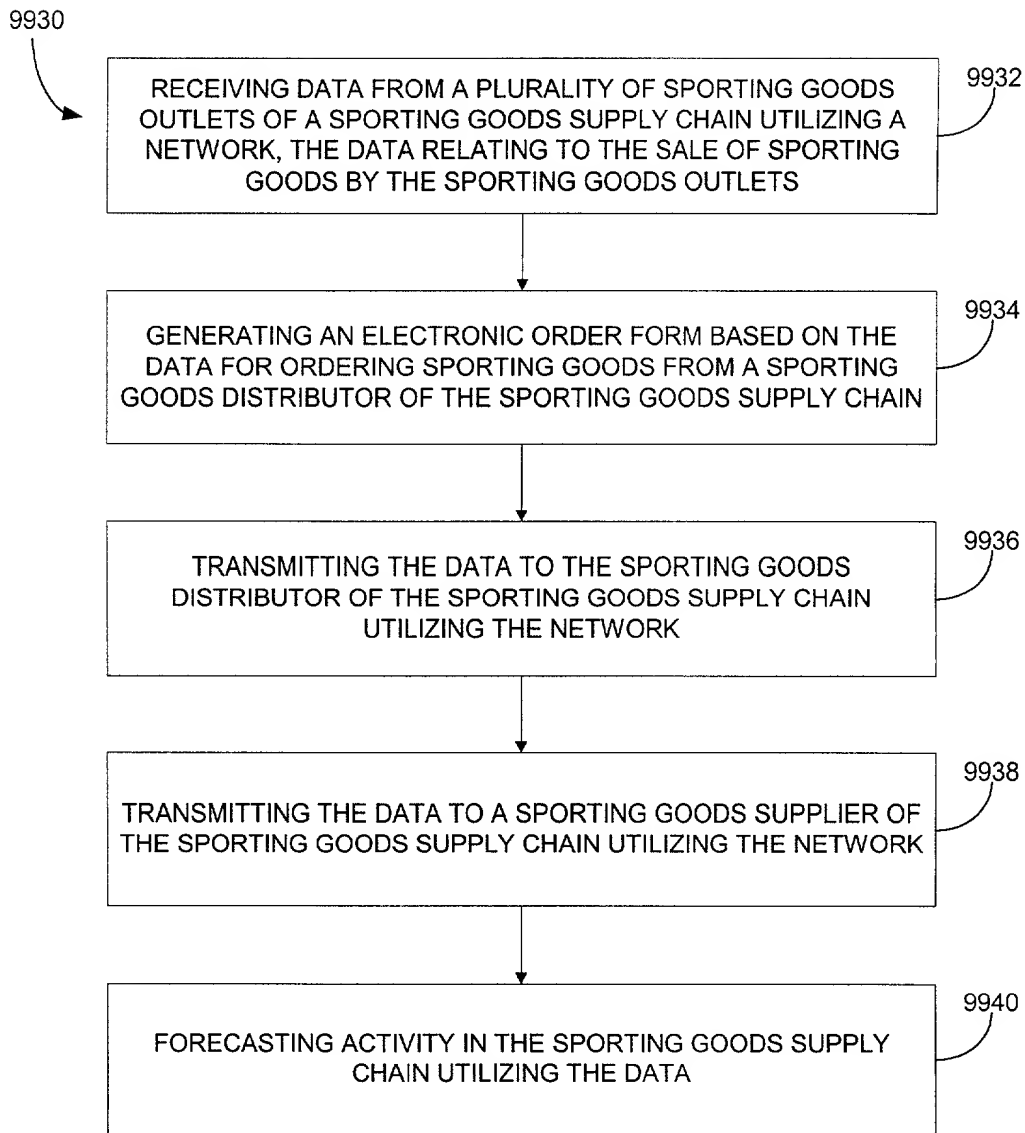 9930
RECEIVING DATA FROM A PLURALITY OF SPORTING GOODS
OUTLETS OF A SPORTING GOODS SUPPLY CHAIN UTILIZING A
NETWORK, THE DATA RELATING TO THE SALE OF SPORTING
GOODS BY THE SPORTING GOODS OUTLETS
9932
GENERATING AN ELECTRONIC ORDER FORM BASED ON THE
DATA FOR ORDERING SPORTING GOODS FROM A SPORTING
GOODS DISTRIBUTOR OF THE SPORTING GOODS SUPPLY CHAIN
9934
TRANSMITTING THE DATA TO THE SPORTING GOODS
DISTRIBUTOR OF THE SPORTING GOODS SUPPLY CHAIN
UTILIZING THE NETWORK
9936
TRANSMITTING THE DATA TO A SPORTING GOODS SUPPLIER OF
THE SPORTING GOODS SUPPLY CHAIN UTILIZING THE NETWORK
9938
FORECASTING ACTIVITY IN THE SPORTING GOODS SUPPLY
CHAIN UTILIZING THE DATA
9940